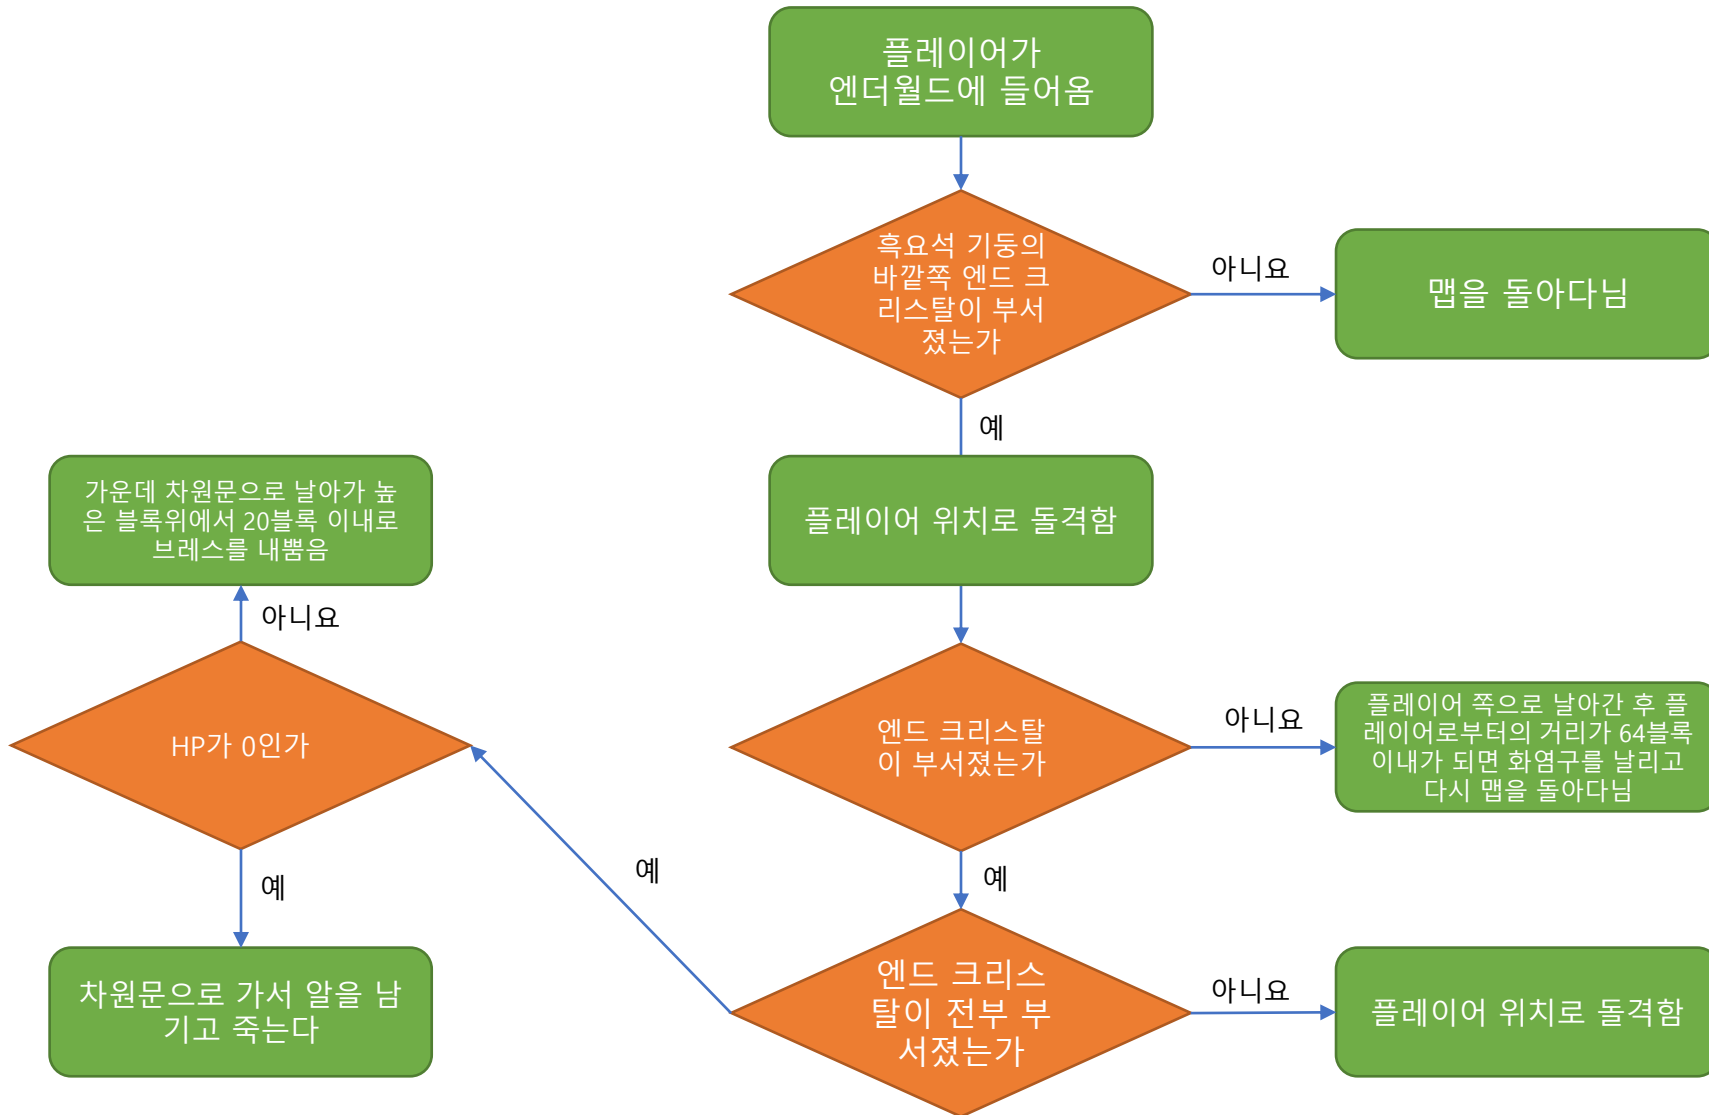 플레이어가
엔더월드에 들어옴
흑요석 기둥의
바깥쪽 엔드 크
리스탈이 부서
졌는가
아니요
맵을 돌아다님
예
가운데 차원문으로 날아가 높
은 블록위에서 20블록 이내로
브레스를 내뿜음
플레이어 위치로 돌격함
아니요
HP가 0인가
엔드 크리스탈
이 부서졌는가
아니요
플레이어 쪽으로 날아간 후 플
레이어로부터의 거리가 64블록
이내가 되면 화염구를 날리고
다시 맵을 돌아다님
예
예
예
차원문으로 가서 알을 남
기고 죽는다
엔드 크리스
탈이 전부 부
서졌는가
아니요
플레이어 위치로 돌격함